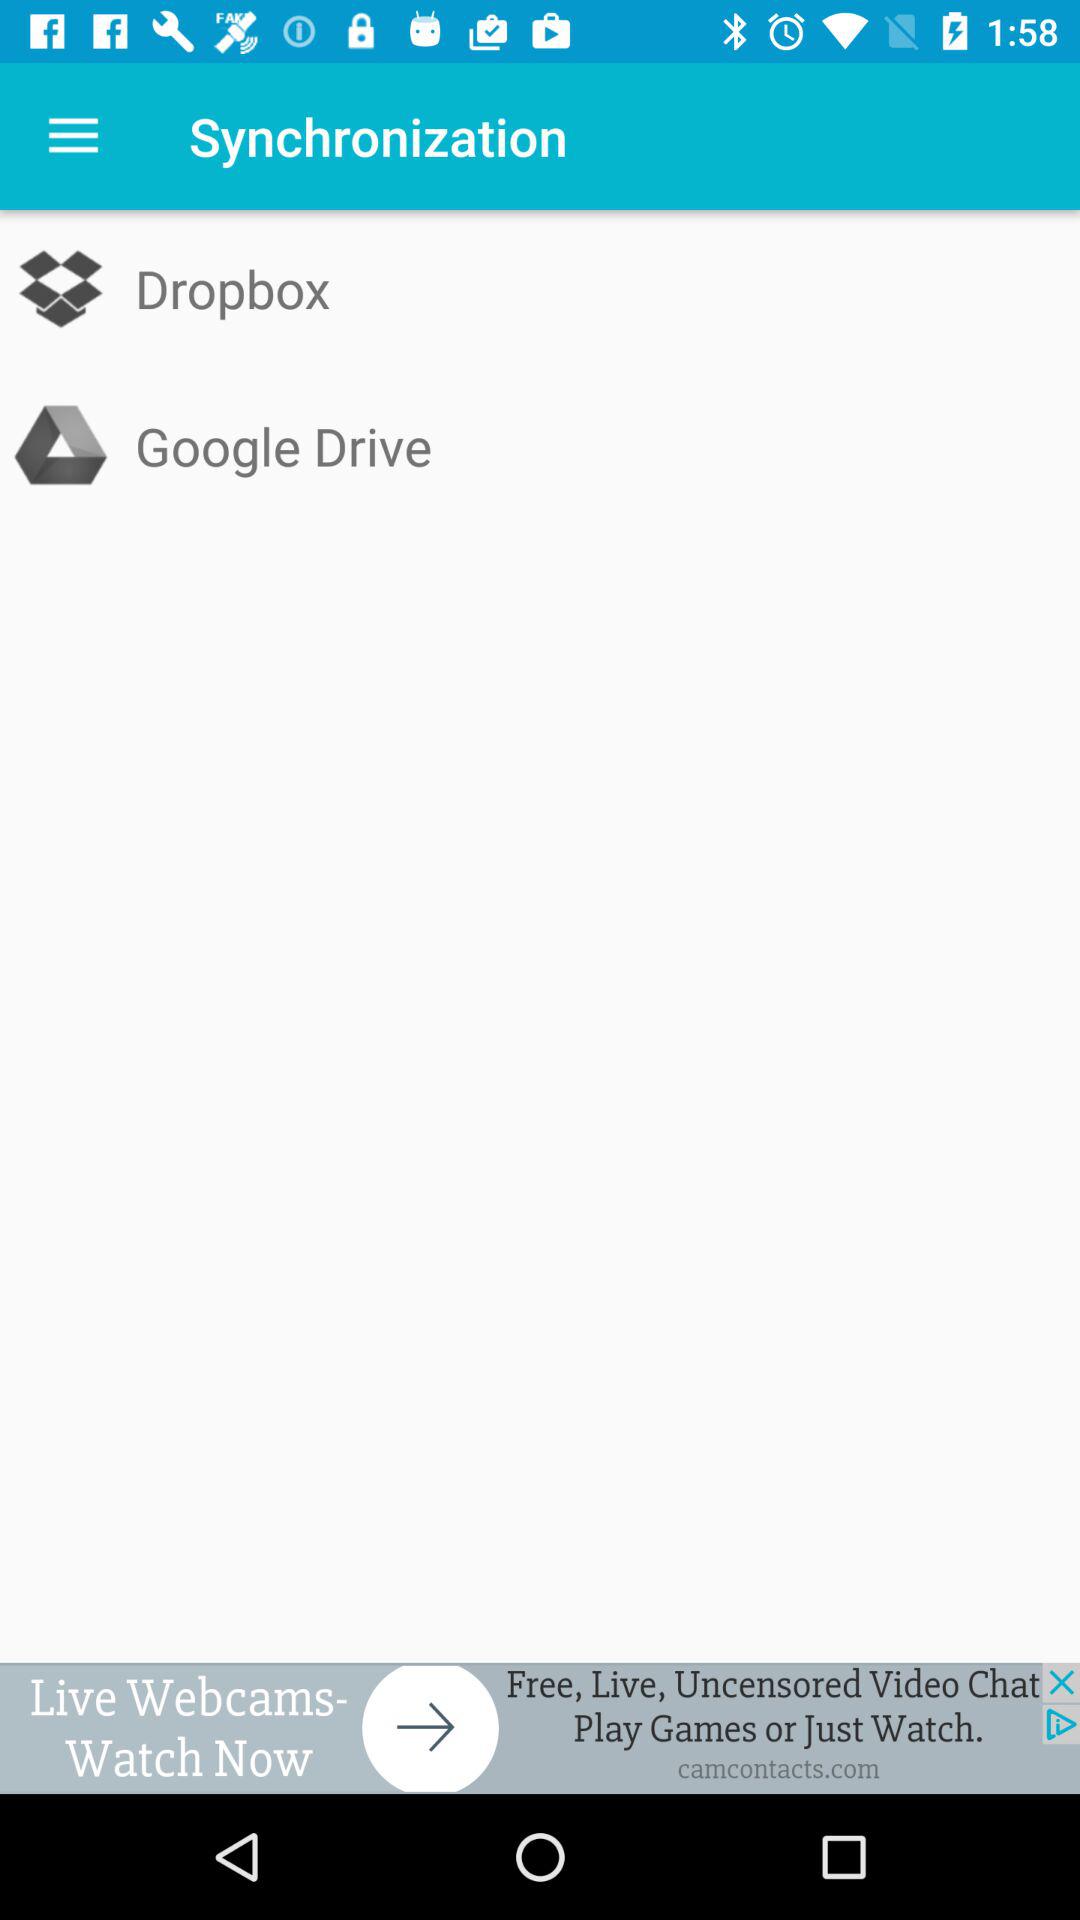 FAKE
1:58
Synchronization
Dropbox
Google Drive
Live Webcams-
Watch Now
Free, Live, Uncensored Video Chat
Play Games or Just Watch.
camcontacts.com